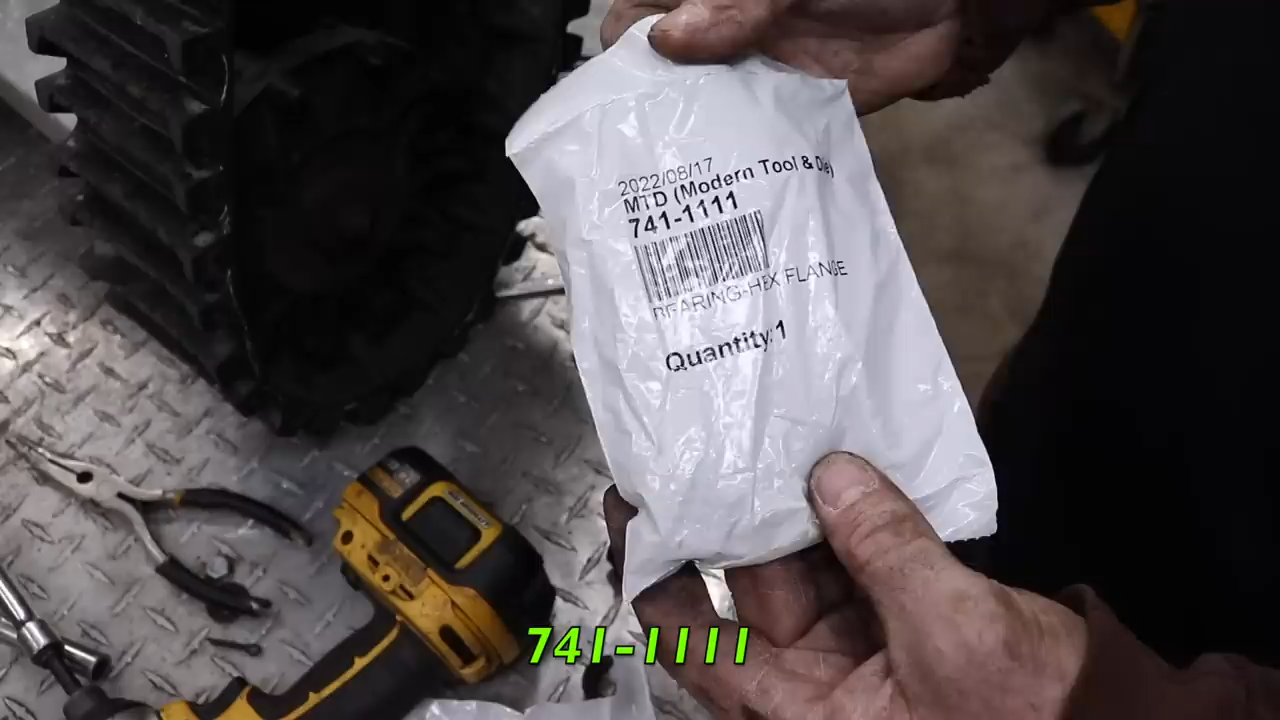 2022/08/17
MTD (Modern Tool & Die)
741-1111
BEARING-HEX FLANGE
Quantity:1
741-1111